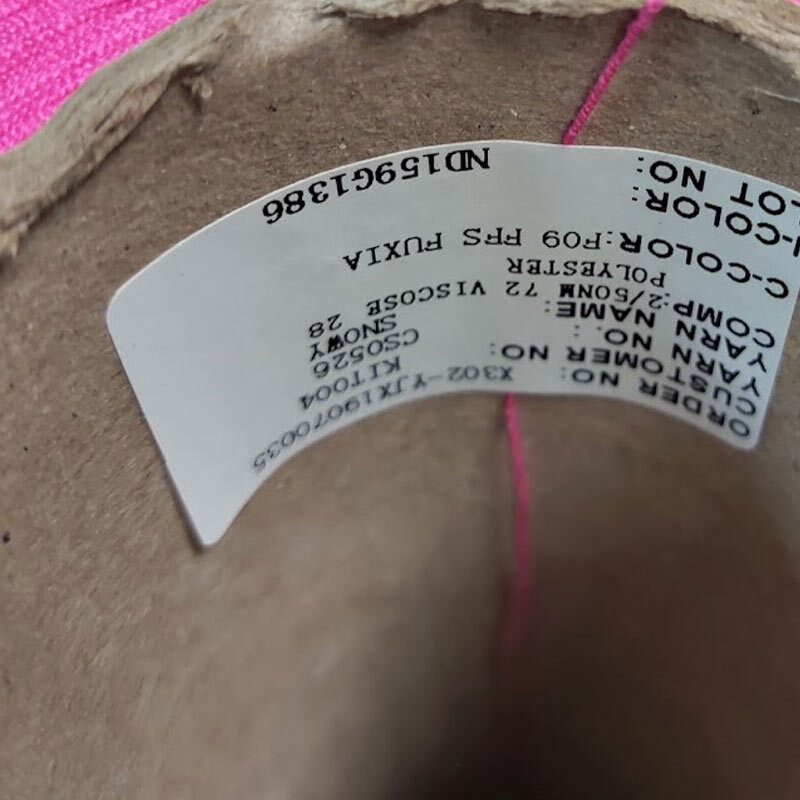 ORDER NO: X302-YJX19070035
CUSTOMER NO: KIT004
YARN NO. : CS0526
YARN NAME: SNOWY
COMP:2/50NM 72 VISCOSE 28
POLYESTER
C-COLOR:F09 FFS FUXIA
-COLOR:
LOT NO: ND159G1386